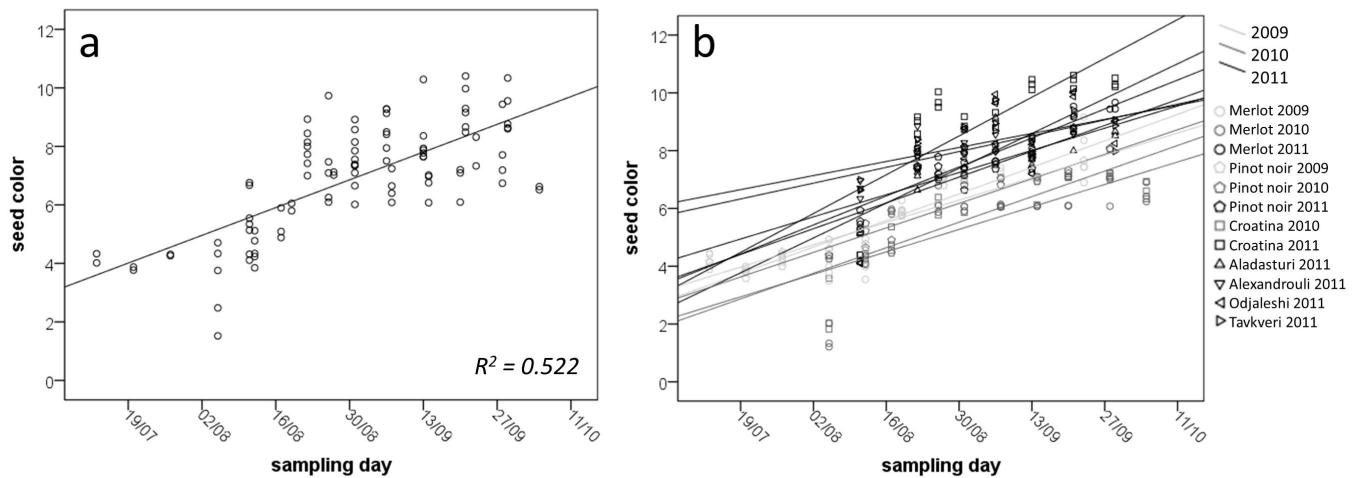 a
12
10
8
6
4
2
0
seed color
R² = 0.522
19/07
02/08
16/08
30/08
13/09
27/09
11/10
sampling day
b
12
10
8
6
4
2
0
seed color
19/07
02/08
16/08
30/08
13/09
27/09
11/10
sampling day
2009
2010
2011
Merlot 2009
Merlot 2010
Merlot 2011
Pinot noir 2009
Pinot noir 2010
Pinot noir 2011
Croatina 2010
Croatina 2011
Aladasturi 2011
Alexandrouli 2011
Odjaleshi 2011
Tavkveri 2011